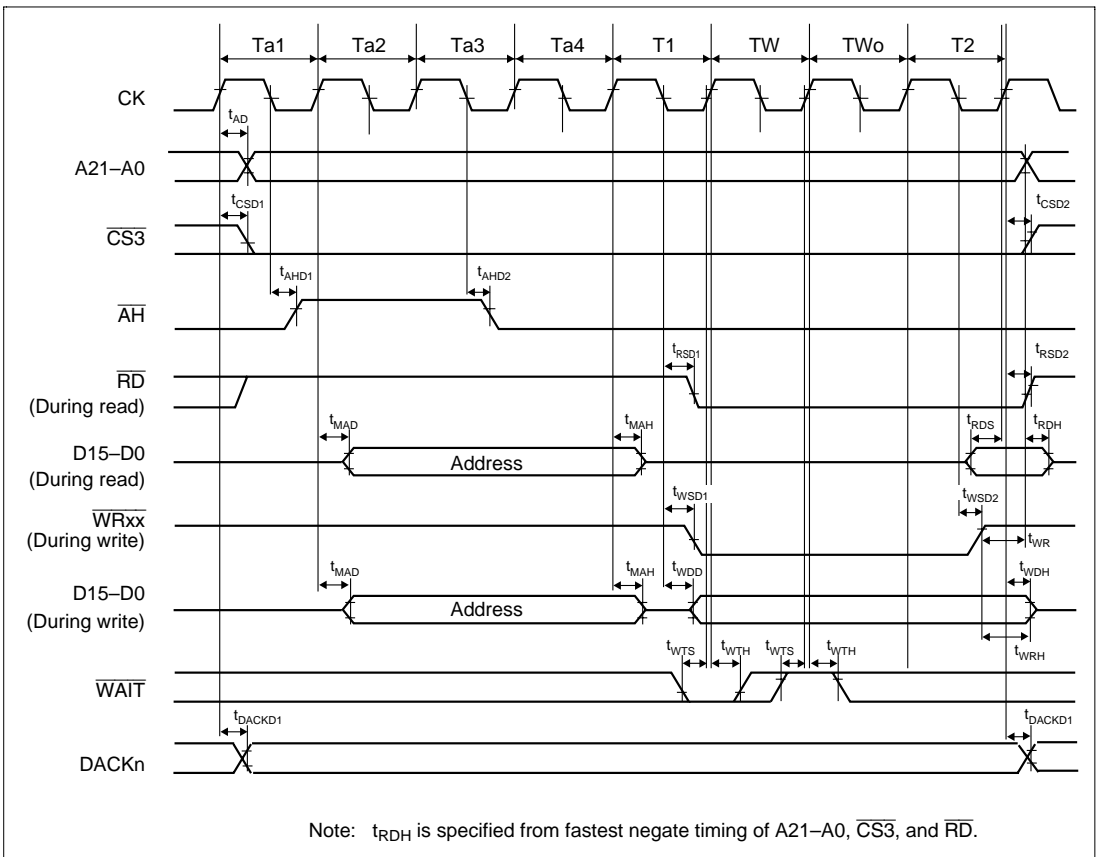 Ta1 Ta2 Ta3 Ta4 T1 TW TWo T2
CK
tAD
A21–A0
tCSD1 tCSD2
CS3
tAHD1 tAHD2
AH
tRSD1 tRSD2
RD
(During read)
tMAD tMAH tRDS tRDH
D15–D0
Address
(During read)
tWSD1 tWSD2
WRxx
(During write)
tWR
tMAD tMAH tWDD tWDH
D15–D0
Address
(During write)
tWTS tWTH tWTS tWTH tWRH
WAIT
tDACKD1 tDACKD1
DACKn
Note: tRDH is specified from fastest negate timing of A21–A0, CS3, and RD.